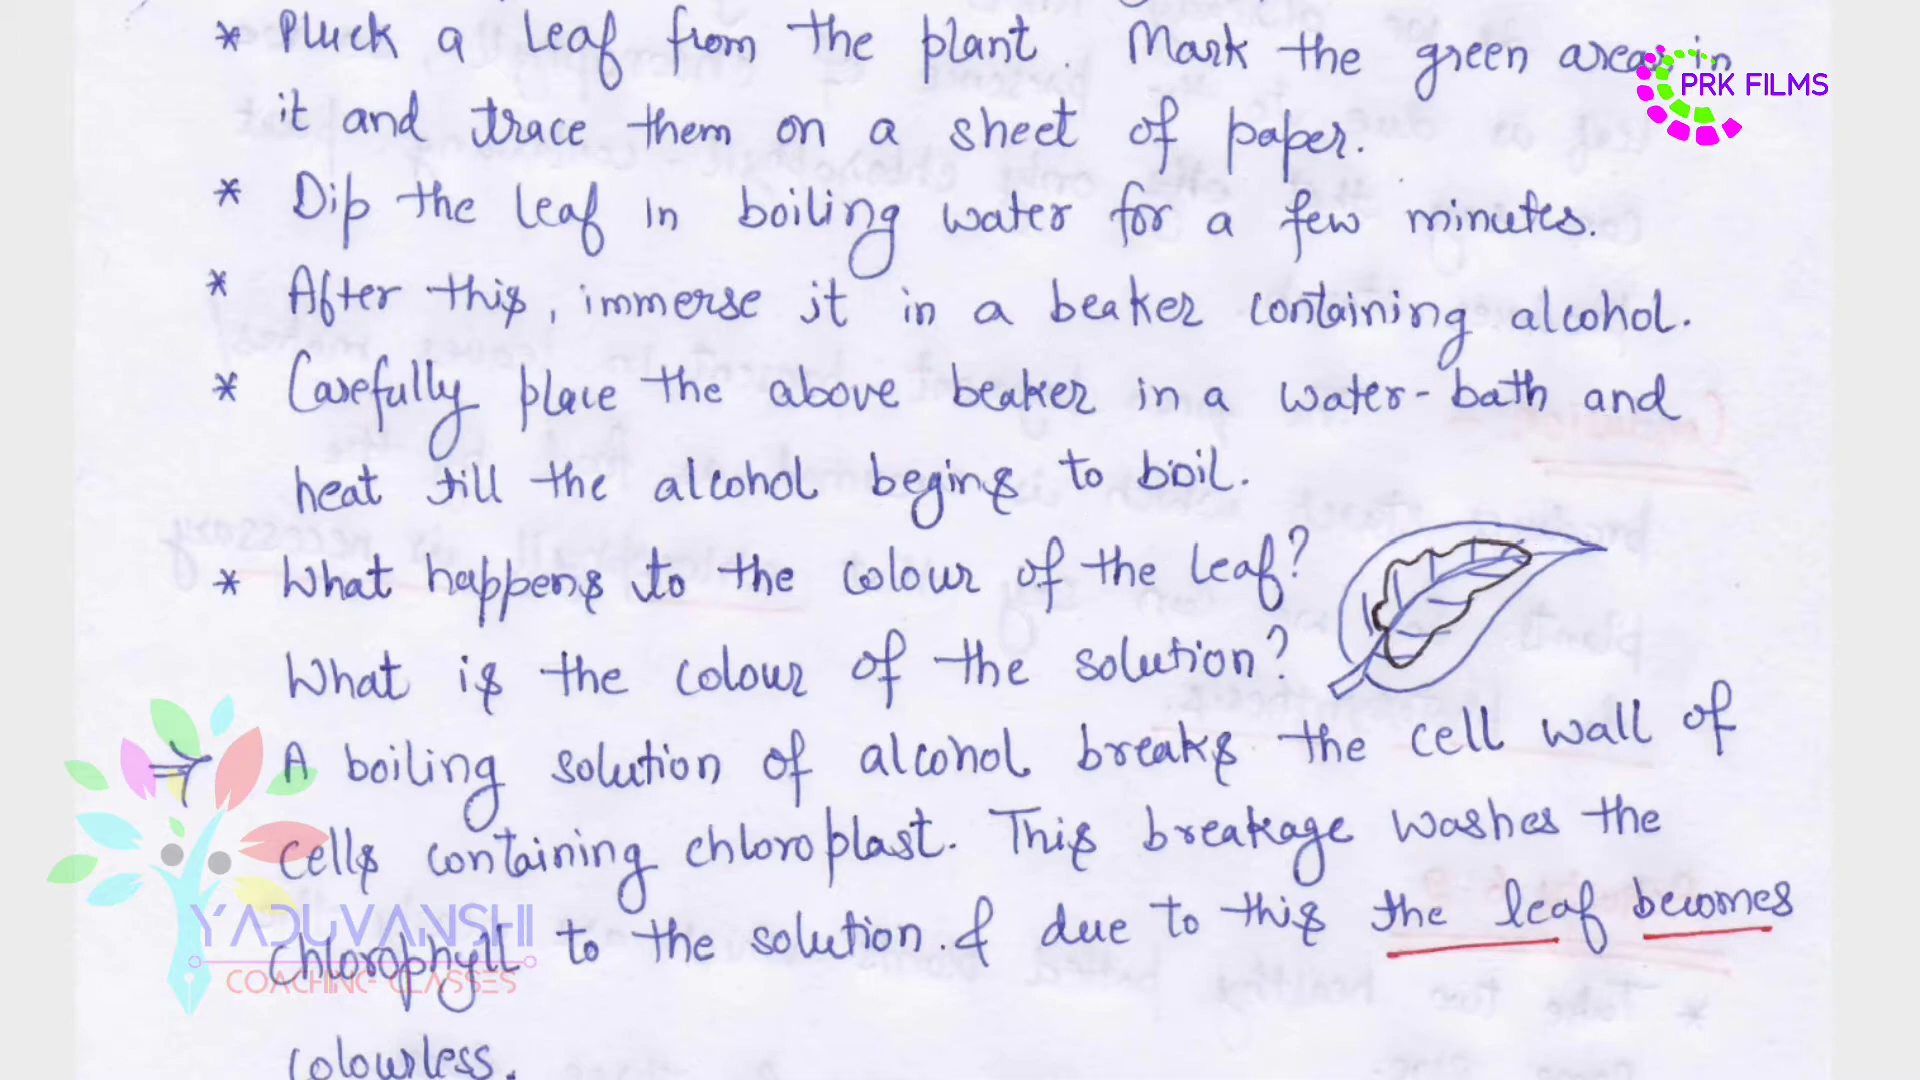 * Pluck a leaf from the plant. Mark the green areas in
PRK FILMS
it and trace them on a sheet of paper.
* Dip the leaf in boiling water for a few minutes.
* After this, immerse it in a beaker containing alcohol.
* Carefully place the above beaker in a water-bath and
heat till the alcohol begins to boil.
* What happens to the colour of the leaf?
What is the colour of the solution?
⇒ A boiling solution of alcohol breaks the cell wall of
cells containing chloroplast. This breakage washes the
YADUVANSHI
chlorophyll to the solution. & due to this the leaf becomes
COACHING CLASSES
colourless.